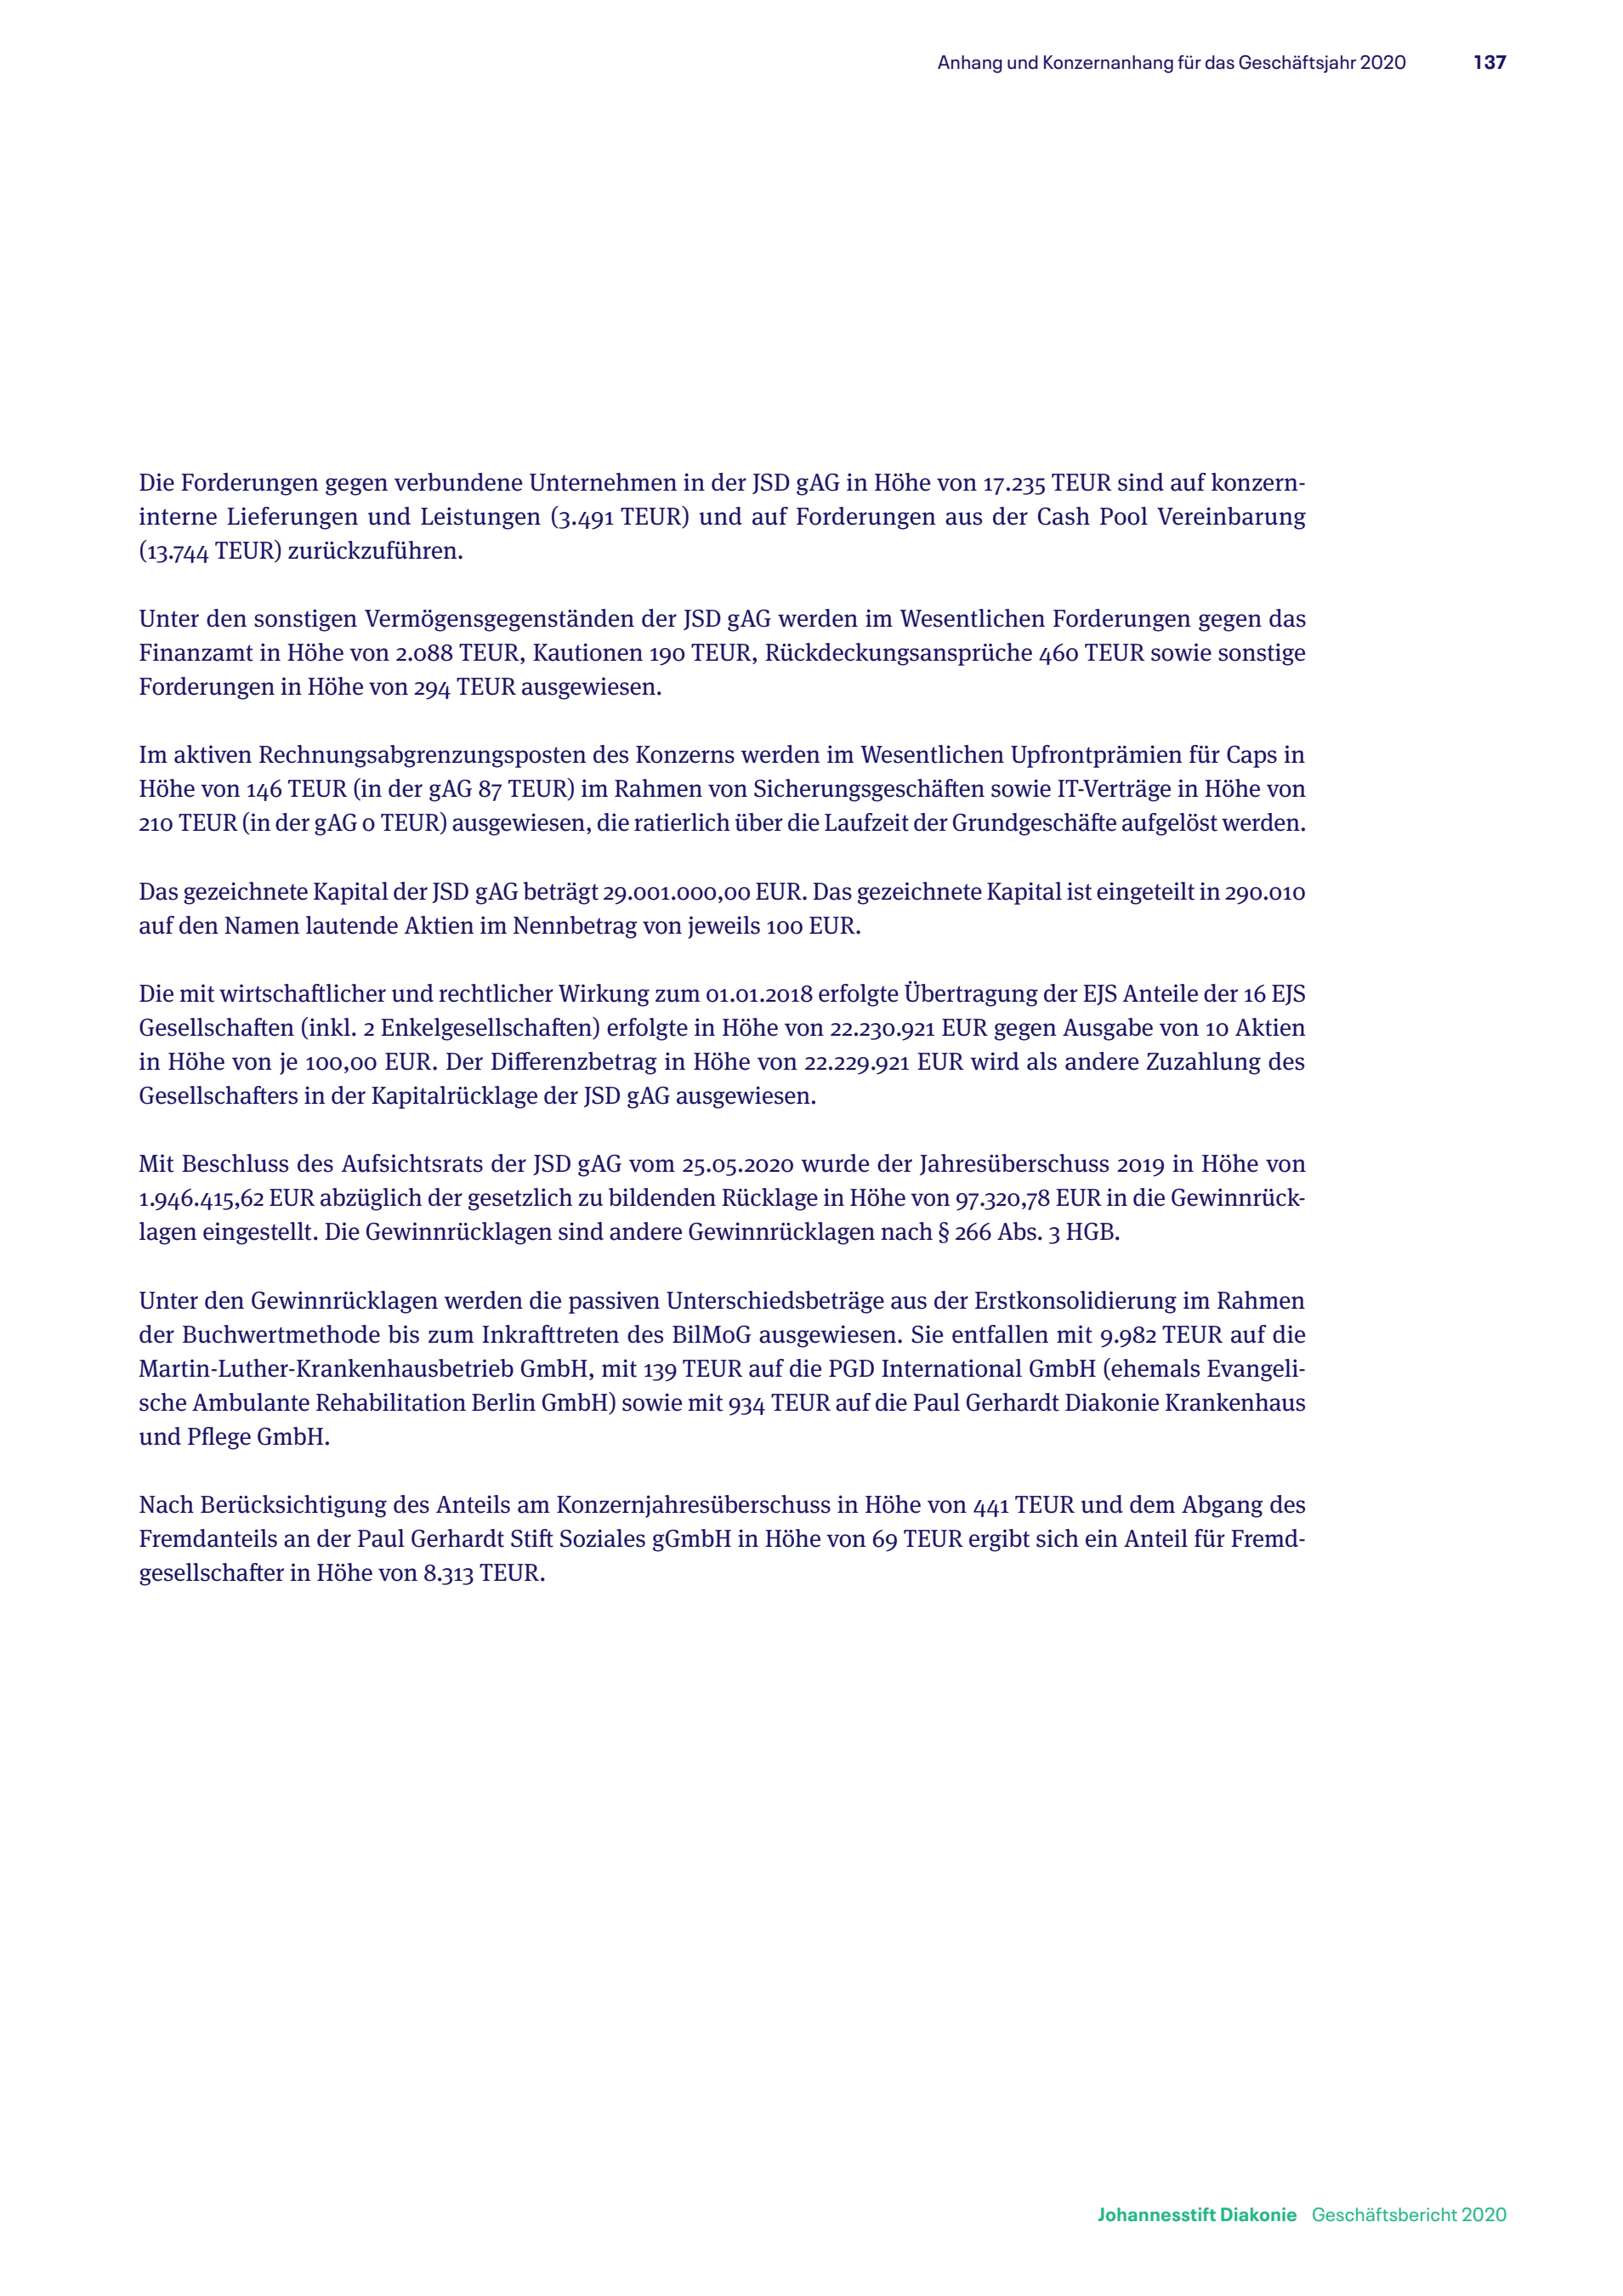 Anhang und Konzernanhang für das Geschäftsjahr 2020 137
Die Forderungen gegen verbundene Unternehmen in der JSD gAG in Höhe von 17.235 TEUR sind auf konzern-
interne Lieferungen und Leistungen (3.491 TEUR) und auf Forderungen aus der Cash Pool Vereinbarung
(13.744 TEUR) zurückzuführen.
Unter den sonstigen Vermögensgegenständen der JSD gAG werden im Wesentlichen Forderungen gegen das
Finanzamt in Höhe von 2.088 TEUR, Kautionen 190 TEUR, Rückdeckungsansprüche 460 TEUR sowie sonstige
Forderungen in Höhe von 294 TEUR ausgewiesen.
Im aktiven Rechnungsabgrenzungsposten des Konzerns werden im Wesentlichen Upfrontprämien für Caps in
Höhe von 146 TEUR (in der gAG 87 TEUR) im Rahmen von Sicherungsgeschäften sowie IT-Verträge in Höhe von
210 TEUR (in der gAG 0 TEUR) ausgewiesen, die ratierlich über die Laufzeit der Grundgeschäfte aufgelöst werden.
Das gezeichnete Kapital der JSD gAG beträgt 29.001.000,00 EUR. Das gezeichnete Kapital ist eingeteilt in 290.010
auf den Namen lautende Aktien im Nennbetrag von jeweils 100 EUR.
Die mit wirtschaftlicher und rechtlicher Wirkung zum 01.01.2018 erfolgte Übertragung der EJS Anteile der 16 EJS
Gesellschaften (inkl. 2 Enkelgesellschaften) erfolgte in Höhe von 22.230.921 EUR gegen Ausgabe von 10 Aktien
in Höhe von je 100,00 EUR. Der Differenzbetrag in Höhe von 22.229.921 EUR wird als andere Zuzahlung des
Gesellschafters in der Kapitalrücklage der JSD gAG ausgewiesen.
Mit Beschluss des Aufsichtsrats der JSD gAG vom 25.05.2020 wurde der Jahresüberschuss 2019 in Höhe von
1.946.415,62 EUR abzüglich der gesetzlich zu bildenden Rücklage in Höhe von 97.320,78 EUR in die Gewinnrück-
lagen eingestellt. Die Gewinnrücklagen sind andere Gewinnrücklagen nach § 266 Abs. 3 HGB.
Unter den Gewinnrücklagen werden die passiven Unterschiedsbeträge aus der Erstkonsolidierung im Rahmen
der Buchwertmethode bis zum Inkrafttreten des BilMoG ausgewiesen. Sie entfallen mit 9.982 TEUR auf die
Martin-Luther-Krankenhausbetrieb GmbH, mit 139 TEUR auf die PGD International GmbH (ehemals Evangeli-
sche Ambulante Rehabilitation Berlin GmbH) sowie mit 934 TEUR auf die Paul Gerhardt Diakonie Krankenhaus
und Pflege GmbH.
Nach Berücksichtigung des Anteils am Konzernjahresüberschuss in Höhe von 441 TEUR und dem Abgang des
Fremdanteils an der Paul Gerhardt Stift Soziales gGmbH in Höhe von 69 TEUR ergibt sich ein Anteil für Fremd-
gesellschafter in Höhe von 8.313 TEUR.
Johannesstift Diakonie Geschäftsbericht 2020